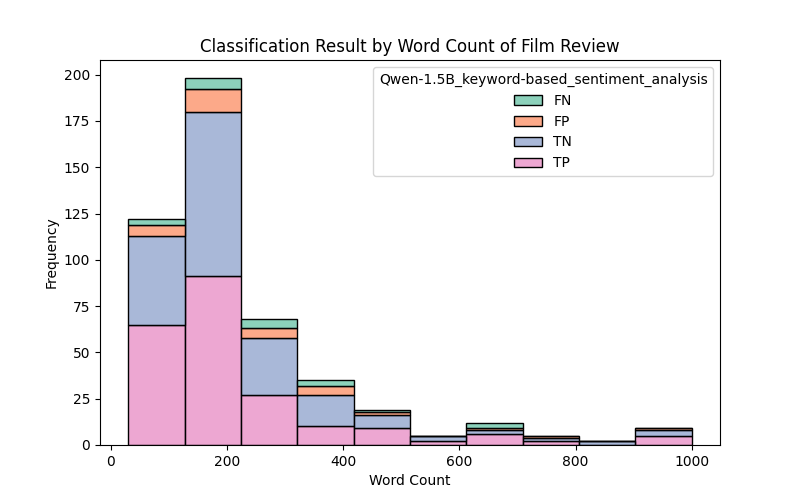 Classification Result by Word Count of Film Review
Qwen-1.5B_keyword-based_sentiment_analysis
FN
FP
TN
TP
Frequency
200
175
150
125
100
75
50
25
0
0 200 400 600 800 1000
Word Count